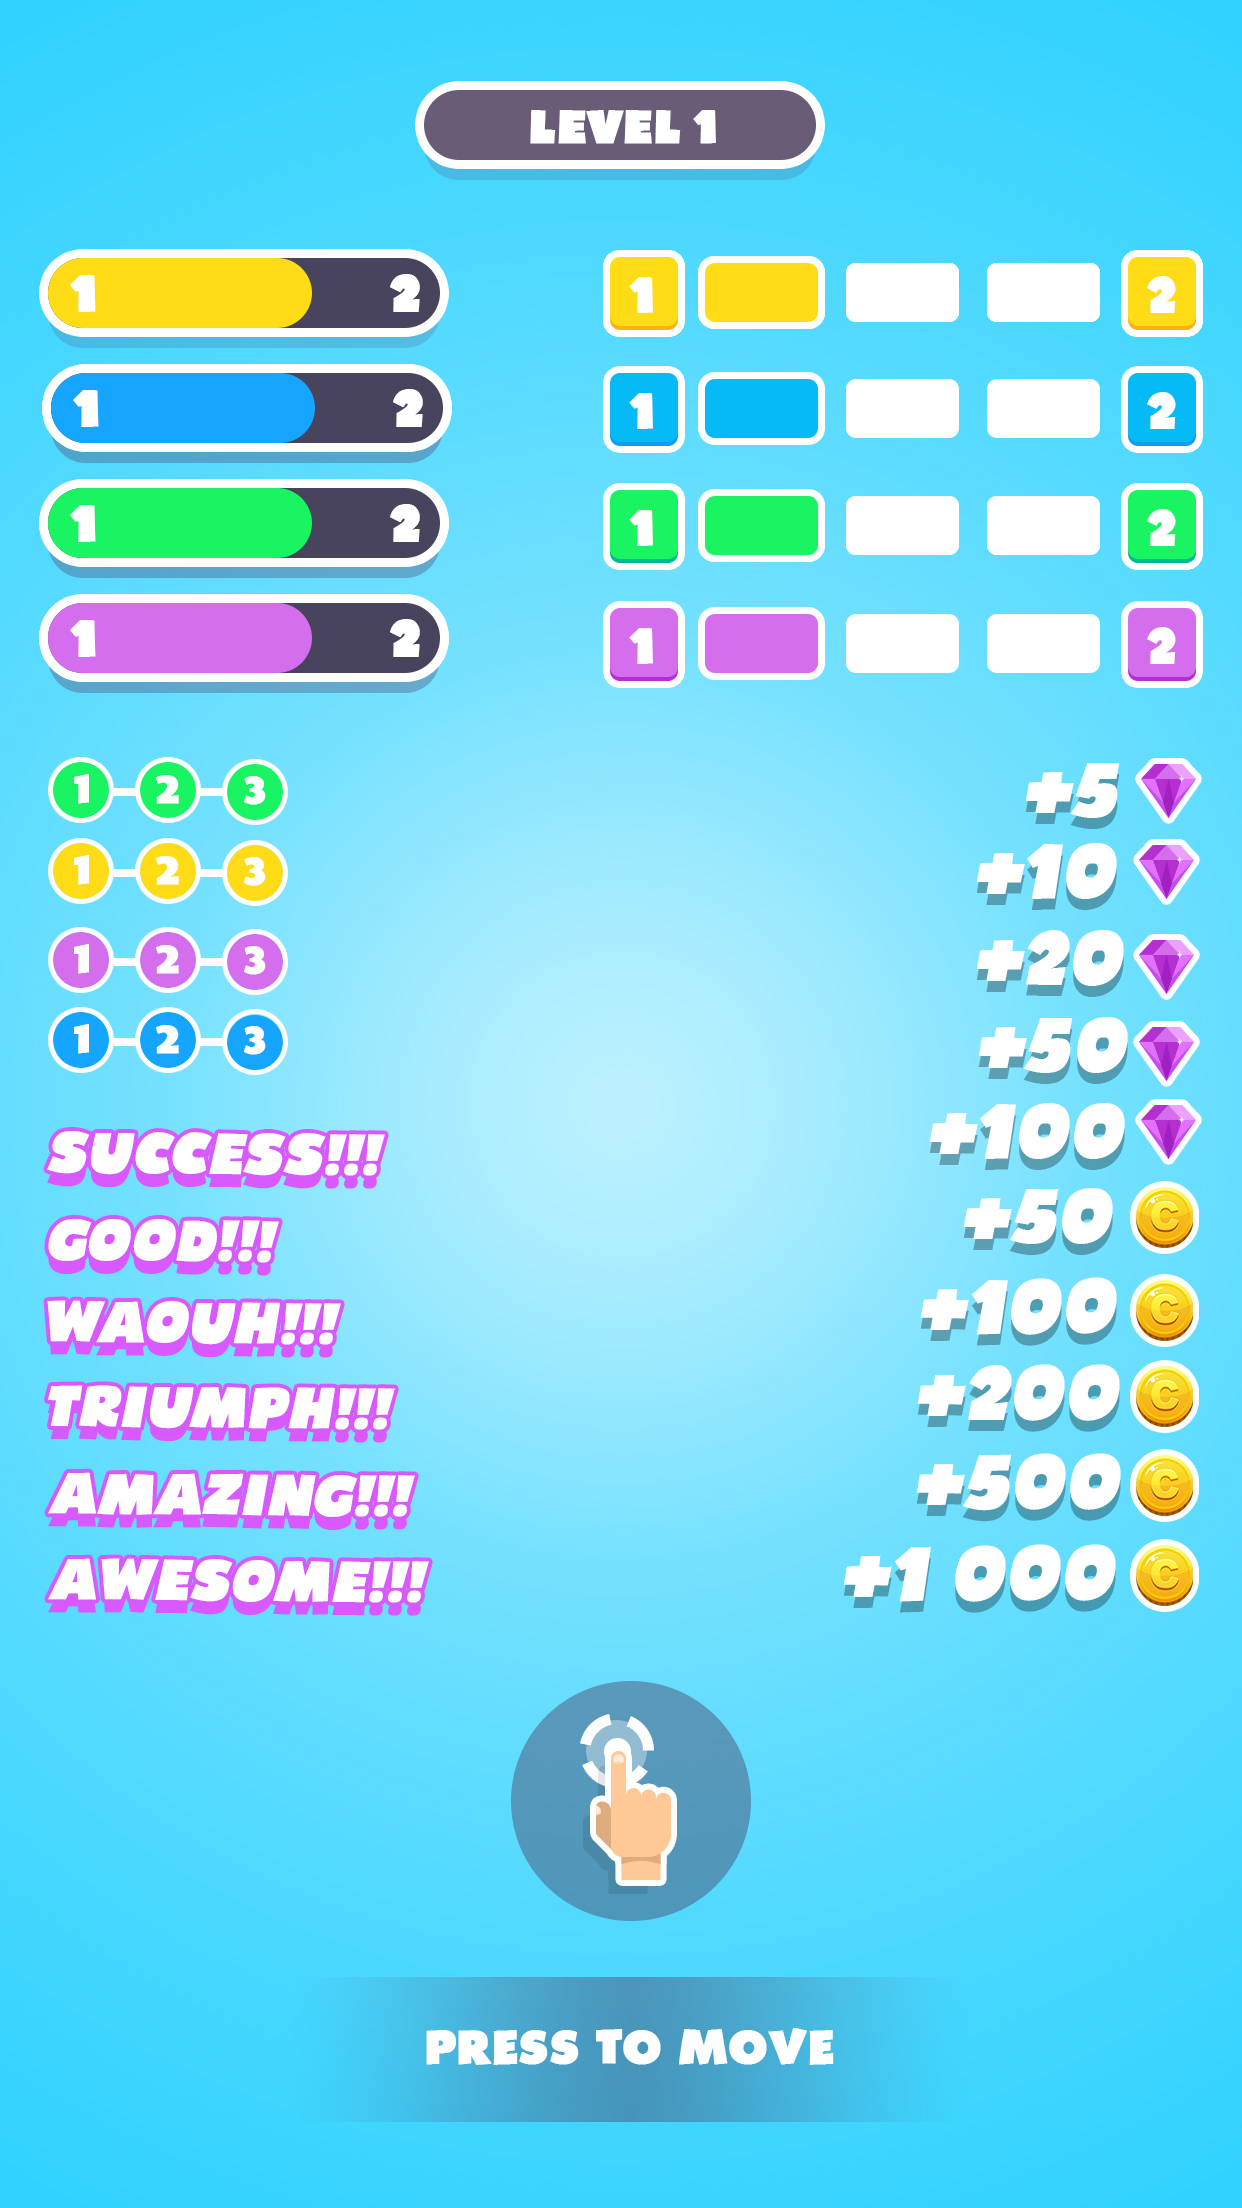 LEVEL 1
1 2
1 2
1 2
1 2
1 2
1 2
1 2
1 2
1 2 3
1 2 3
1 2 3
1 2 3
SUCCESS!!!
GOOD!!!
WAOUH!!!
TRIUMPH!!!
AMAZING!!!
AWESOME!!!
+5
+10
+20
+50
+100
+50 C
+100 C
+200 C
+500 C
+1 000 C
PRESS TO MOVE